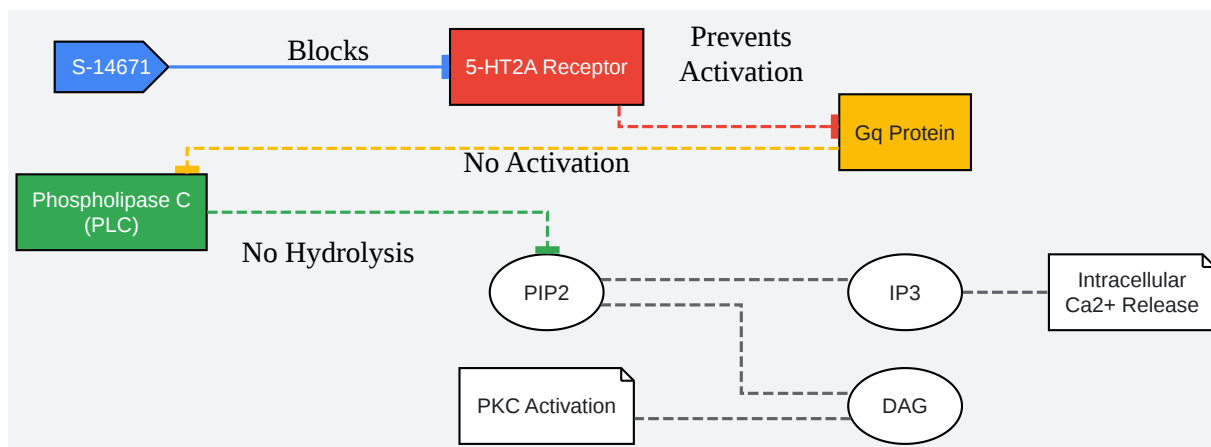 S-14671
Blocks
5-HT2A Receptor
Prevents
Activation
Gq Protein
No Activation
Phospholipase C
(PLC)
No Hydrolysis
PIP2
IP3
Intracellular
Ca2+ Release
PKC Activation
DAG